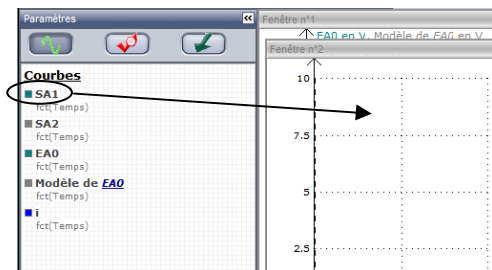 Paramètres
Courbes
SA1
fct(Temps)
SA2
fct(Temps)
EA0
fct(Temps)
Modèle de EA0
fct(Temps)
i
fct(Temps)
Fenêtre n°1
EA0 en V, Modèle de EA0 en V
Fenêtre n°2
10
7.5
5
2.5